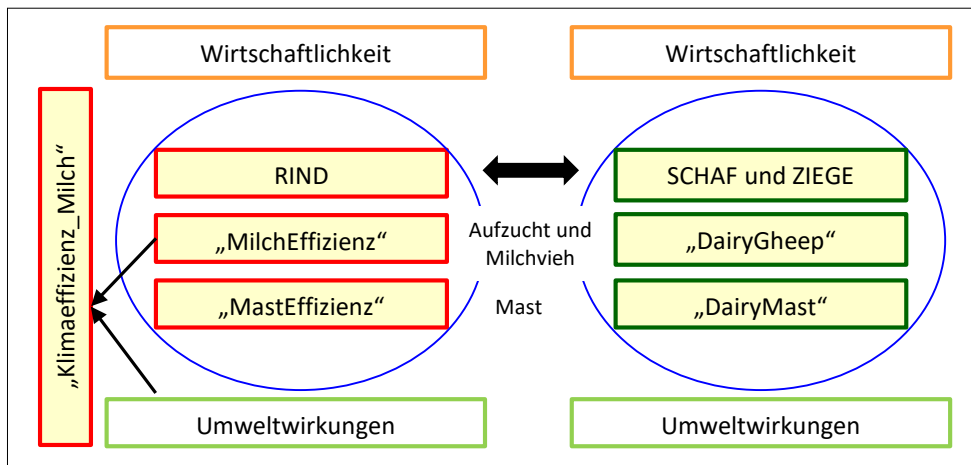 Wirtschaftlichkeit
Wirtschaftlichkeit
„Klimaeffizienz_Milch“
RIND
SCHAF und ZIEGE
„MilchEffizienz“
Aufzucht und
Milchvieh
„DairyGheep“
„MastEffizienz“
Mast
„DairyMast“
Umweltwirkungen
Umweltwirkungen